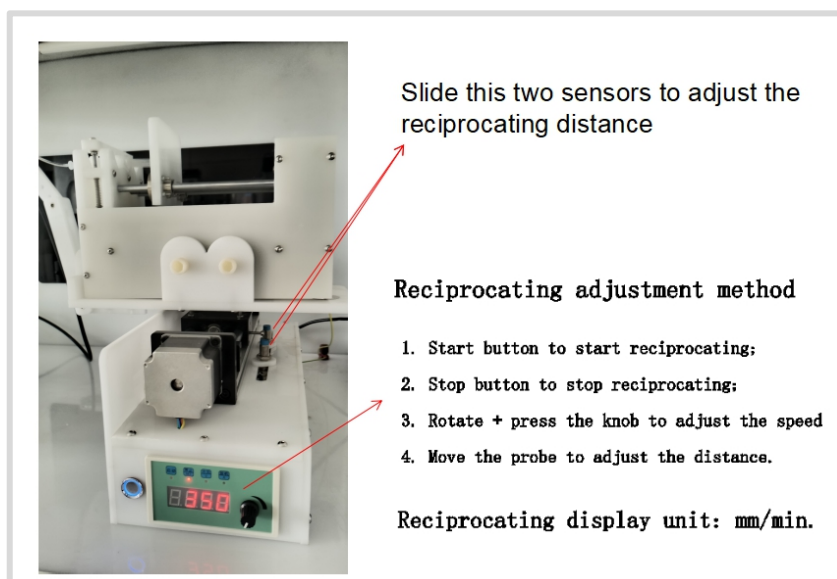 Slide this two sensors to adjust the
reciprocating distance
Reciprocating adjustment method
1. Start button to start reciprocating;
2. Stop button to stop reciprocating;
3. Rotate + press the knob to adjust the speed
4. Move the probe to adjust the distance.
Reciprocating display unit: mm/min.
350